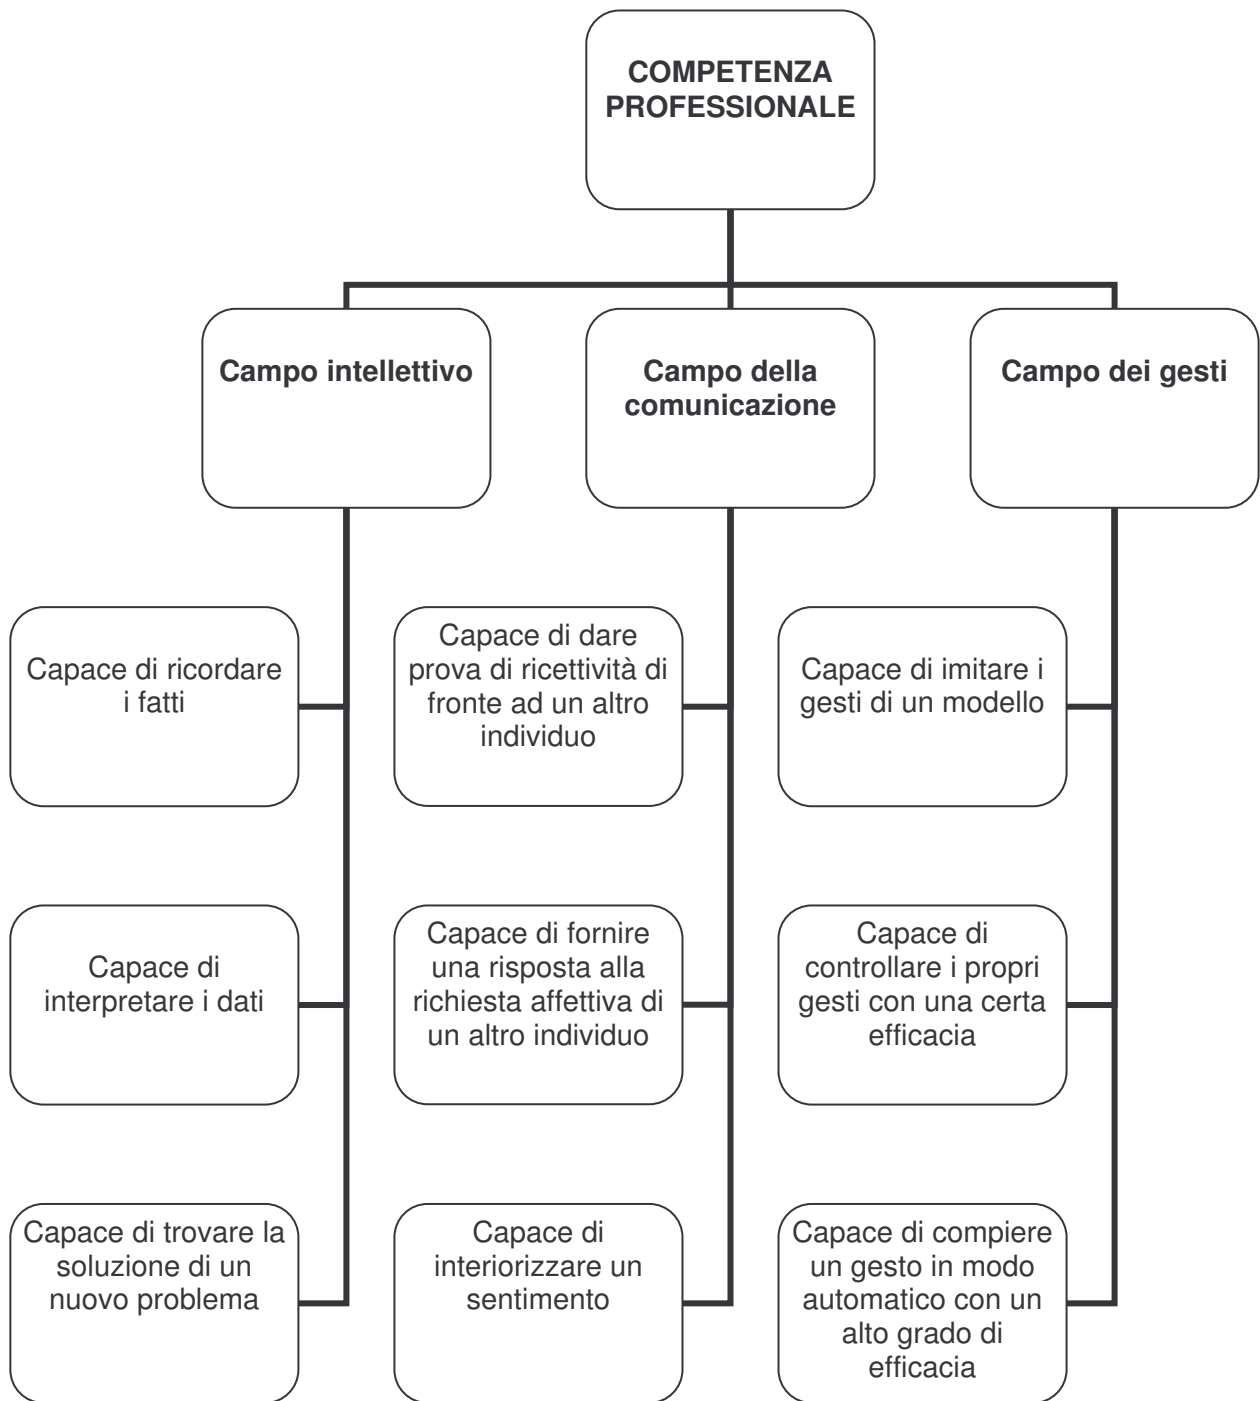 COMPETENZA
PROFESSIONALE
Campo intellettivo
Campo della
comunicazione
Campo dei gesti
Capace di ricordare
i fatti
Capace di dare
prova di ricettività di
fronte ad un altro
individuo
Capace di imitare i
gesti di un modello
Capace di
interpretare i dati
Capace di fornire
una risposta alla
richiesta affettiva di
un altro individuo
Capace di
controllare i propri
gesti con una certa
efficacia
Capace di trovare la
soluzione di un
nuovo problema
Capace di
interiorizzare un
sentimento
Capace di compiere
un gesto in modo
automatico con un
alto grado di
efficacia